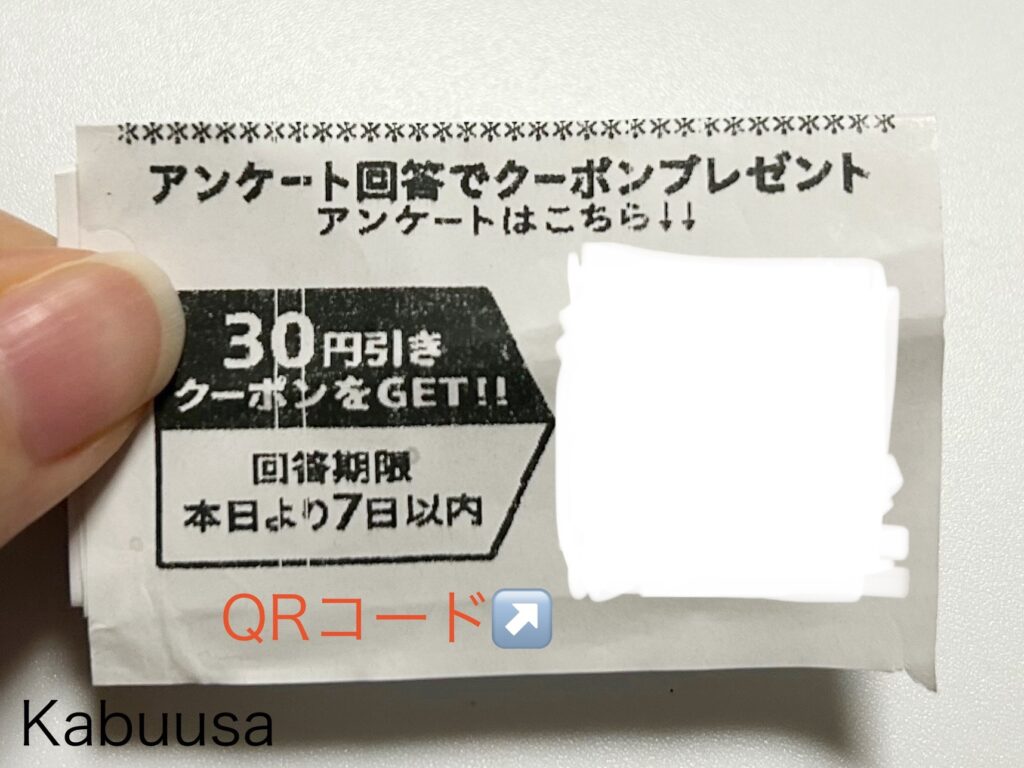 *********************************
アンケート回答でクーポンプレゼント
アンケートはこちら↓↓
30円引き
クーポンをGET!!
回答期限
本日より7日以内
QRコード↗
Kabuusa